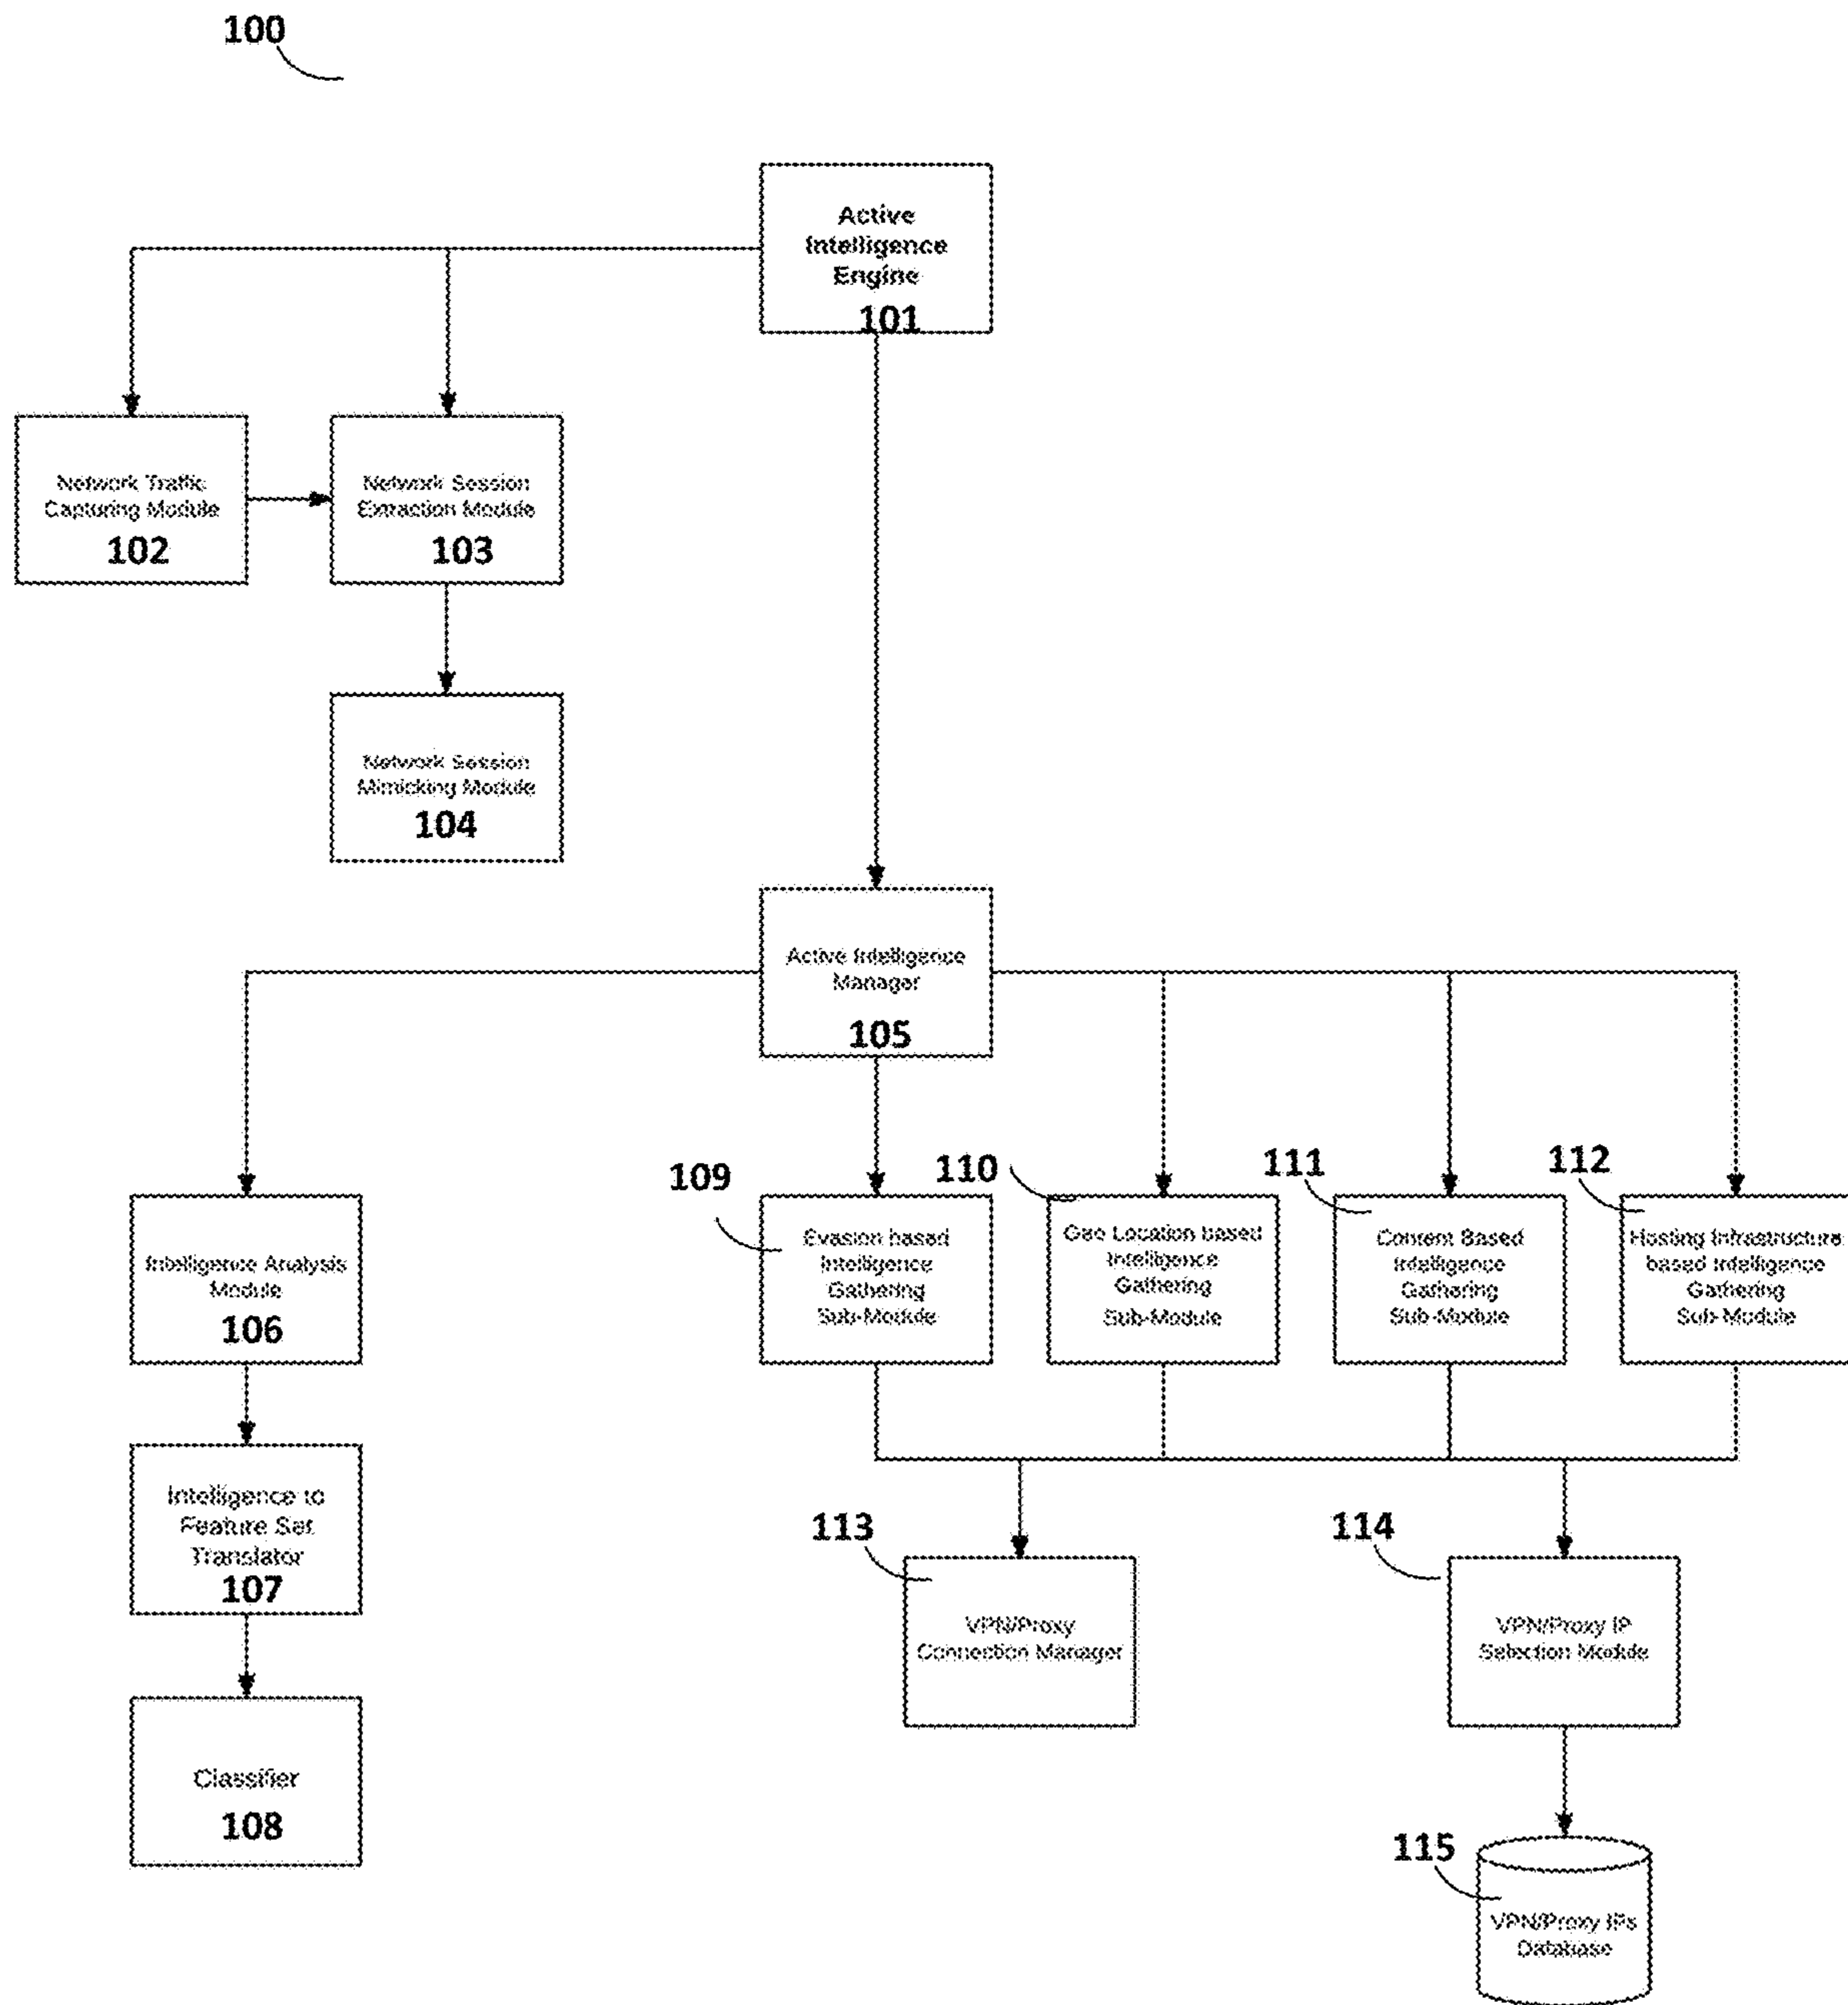 100
Active
Intelligence
Engine
101
Network Traffic
Capturing Module
102
Network Session
Extraction Module
103
Network Session
Mimicking Module
104
Active Intelligence
Manager
105
Intelligence Analysis
Module
106
109
Evasion based
Intelligence
Gathering
Sub-Module
110
Geo Location based
Intelligence
Gathering
Sub-Module
111
Content Based
Intelligence
Gathering
Sub-Module
112
Hosting Infrastructure
based Intelligence
Gathering
Sub-Module
Intelligence to
Feature Set
Translator
107
113
VPN/Proxy
Connection Manager
114
VPN/Proxy IP
Selection Module
Classifier
108
115
VPN/Proxy IPs
Database